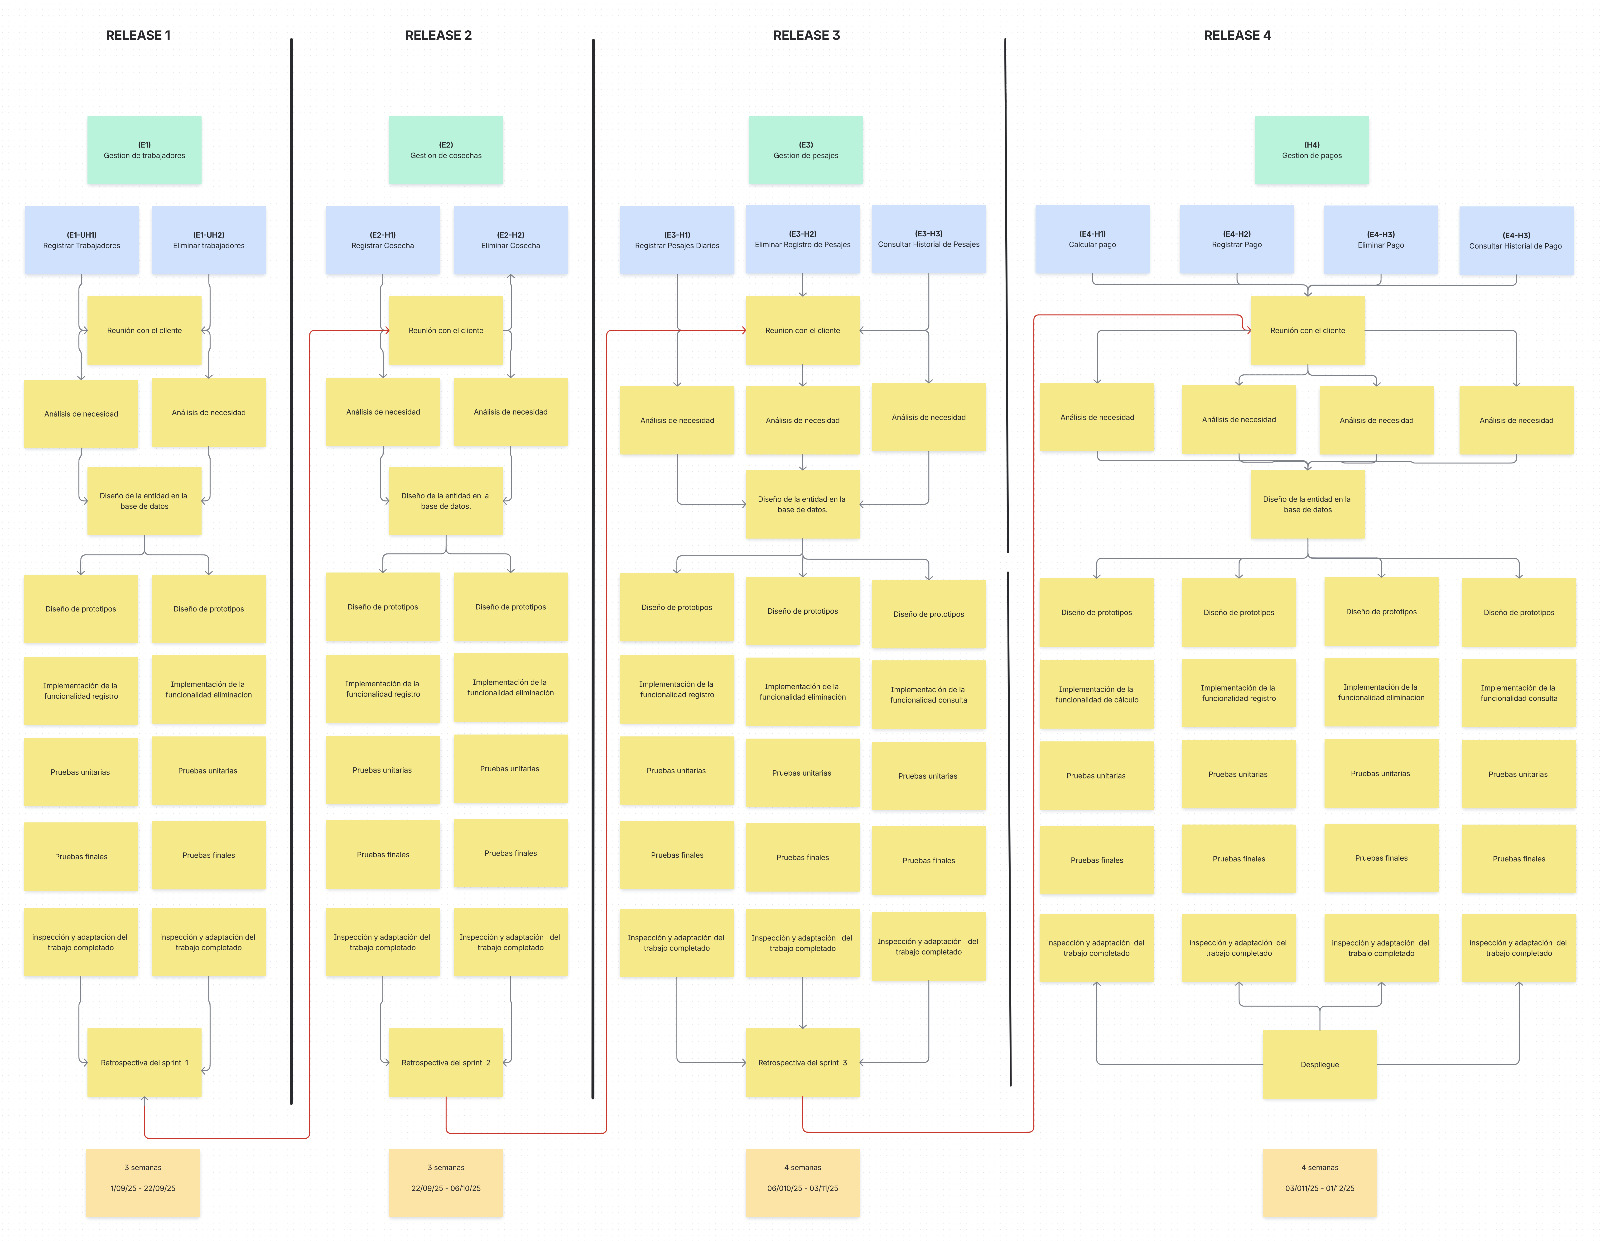 RELEASE 1
(E1)
Gestion de trabajadores
(E1-UH1)
Registrar Trabajadores
(E1-UH2)
Eliminar trabajadores
Reunión con el cliente
Análisis de necesidad
Análisis de necesidad
Diseño de la entidad en la
base de datos
Diseño de prototipos
Diseño de prototipos
Implementación de la
funcionalidad registro
Implementación de la
funcionalidad eliminacion
Pruebas unitarias
Pruebas unitarias
Pruebas finales
Pruebas finales
Inspección y adaptación del
trabajo completado
Inspección y adaptación del
trabajo completado
Retrospectiva del sprint 1
3 semanas
1/09/25 - 22/09/25
RELEASE 2
(E2)
Gestion de cosechas
(E2-H1)
Registrar Cosecha
(E2-H2)
Eliminar Cosecha
Reunión con el cliente
Análisis de necesidad
Análisis de necesidad
Diseño de la entidad en la
base de datos.
Diseño de prototipos
Diseño de prototipos
Implementación de la
funcionalidad registro
Implementación de la
funcionalidad eliminación
Pruebas unitarias
Pruebas unitarias
Pruebas finales
Pruebas finales
Inspección y adaptación del
trabajo completado
Inspección y adaptación del
trabajo completado
Retrospectiva del sprint 2
3 semanas
22/09/25 - 06/10/25
RELEASE 3
(E3)
Gestion de pesajes
(E3-H1)
Registrar Pesajes Diarios
(E3-H2)
Eliminar Registro de Pesajes
(E3-H3)
Consultar Historial de Pesajes
Reunion con el cliente
Análisis de necesidad
Análisis de necesidad
Análisis de necesidad
Diseño de la entidad en la
base de datos.
Diseño de prototipos
Diseño de prototipos
Diseño de prototipos
Implementación de la
funcionalidad registro
Implementación de la
funcionalidad eliminación
Implementación de la
funcionalidad consulta
Pruebas unitarias
Pruebas unitarias
Pruebas unitarias
Pruebas finales
Pruebas finales
Pruebas finales
Inspección y adaptación del
trabajo completado
Inspección y adaptación del
trabajo completado
Inspección y adaptación del
trabajo completado
Retrospectiva del sprint 3
4 semanas
06/010/25 - 03/11/25
RELEASE 4
(H4)
Gestion de pagos
(E4-H1)
Calcular pago
(E4-H2)
Registrar Pago
(E4-H3)
Eliminar Pago
(E4-H3)
Consultar Historial de Pago
Reunión con el cliente
Análisis de necesidad
Análisis de necesidad
Análisis de necesidad
Análisis de necesidad
Diseño de la entidad en la
base de datos
Diseño de prototipos
Diseño de prototipos
Diseño de prototipos
Diseño de prototipos
Implementación de la
funcionalidad de cálculo
Implementación de la
funcionalidad registro
Implementación de la
funcionalidad eliminacion
Implementación de la
funcionalidad consulta
Pruebas unitarias
Pruebas unitarias
Pruebas unitarias
Pruebas unitarias
Pruebas finales
Pruebas finales
Pruebas finales
Pruebas finales
Inspección y adaptación del
trabajo completado
Inspección y adaptación del
trabajo completado
Inspección y adaptación del
trabajo completado
Inspección y adaptación del
trabajo completado
Despliegue
4 semanas
03/011/25 - 01/12/25